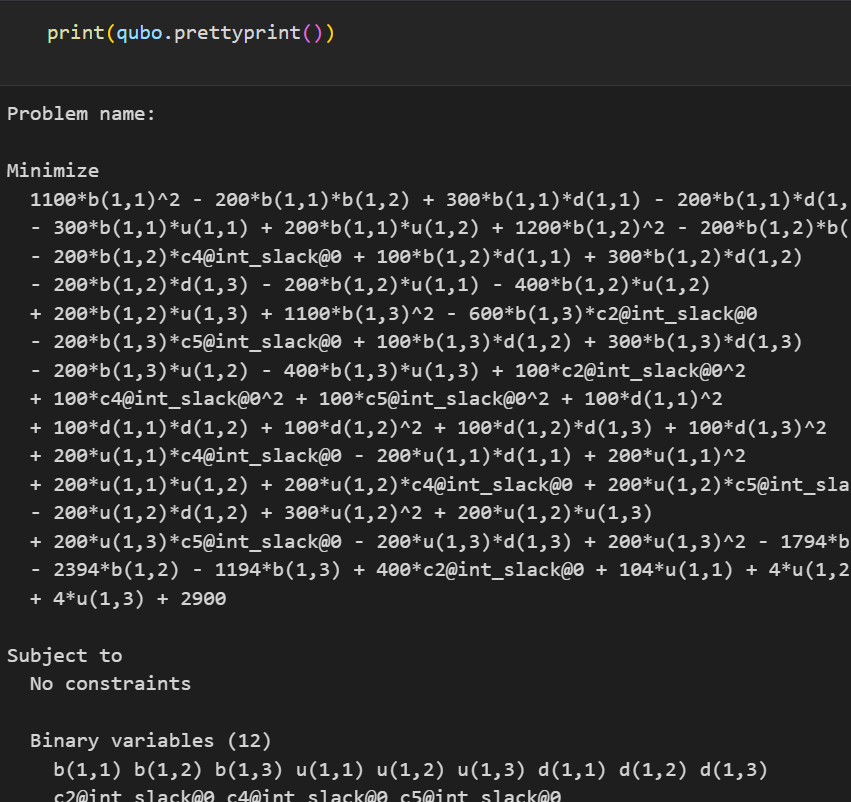 print(qubo.prettyprint())
Problem name:
Minimize
1100*b(1,1)^2 - 200*b(1,1)*b(1,2) + 300*b(1,1)*d(1,1) - 200*b(1,1)*d(1,
- 300*b(1,1)*u(1,1) + 200*b(1,1)*u(1,2) + 1200*b(1,2)^2 - 200*b(1,2)*b(
- 200*b(1,2)*c4@int_slack@0 + 100*b(1,2)*d(1,1) + 300*b(1,2)*d(1,2)
- 200*b(1,2)*d(1,3) - 200*b(1,2)*u(1,1) - 400*b(1,2)*u(1,2)
+ 200*b(1,2)*u(1,3) + 1100*b(1,3)^2 - 600*b(1,3)*c2@int_slack@0
- 200*b(1,3)*c5@int_slack@0 + 100*b(1,3)*d(1,2) + 300*b(1,3)*d(1,3)
- 200*b(1,3)*u(1,2) - 400*b(1,3)*u(1,3) + 100*c2@int_slack@0^2
+ 100*c4@int_slack@0^2 + 100*c5@int_slack@0^2 + 100*d(1,1)^2
+ 100*d(1,1)*d(1,2) + 100*d(1,2)^2 + 100*d(1,2)*d(1,3) + 100*d(1,3)^2
+ 200*u(1,1)*c4@int_slack@0 - 200*u(1,1)*d(1,1) + 200*u(1,1)^2
+ 200*u(1,1)*u(1,2) + 200*u(1,2)*c4@int_slack@0 + 200*u(1,2)*c5@int_sla
- 200*u(1,2)*d(1,2) + 300*u(1,2)^2 + 200*u(1,2)*u(1,3)
+ 200*u(1,3)*c5@int_slack@0 - 200*u(1,3)*d(1,3) + 200*u(1,3)^2 - 1794*b
- 2394*b(1,2) - 1194*b(1,3) + 400*c2@int_slack@0 + 104*u(1,1) + 4*u(1,2
+ 4*u(1,3) + 2900
Subject to
No constraints
Binary variables (12)
b(1,1) b(1,2) b(1,3) u(1,1) u(1,2) u(1,3) d(1,1) d(1,2) d(1,3)
c2@int_slack@0 c4@int_slack@0 c5@int_slack@0